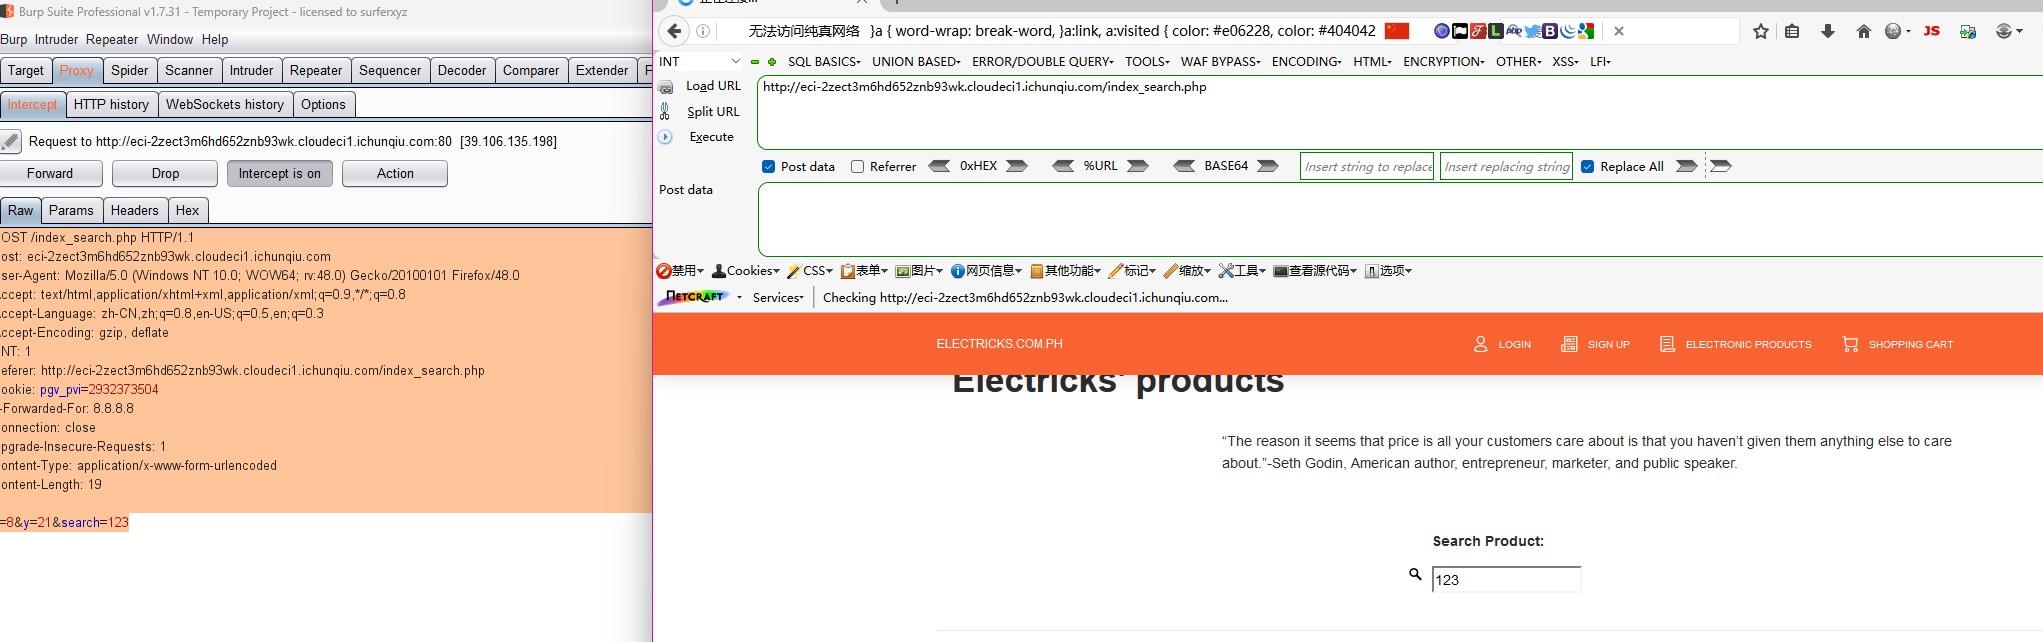 Burp Suite Professional v1.7.31 - Temporary Project - licensed to surferxyz
Burp Intruder Repeater Window Help
Target Proxy Spider Scanner Intruder Repeater Sequencer Decoder Comparer Extender
Intercept HTTP history WebSockets history Options
Request to http://eci-2zect3m6hd652znb93wk.cloudeci1.ichunqiu.com:80 [39.106.135.198]
Forward Drop Intercept is on Action
Raw Params Headers Hex
OST /index_search.php HTTP/1.1
ost: eci-2zect3m6hd652znb93wk.cloudeci1.ichunqiu.com
ser-Agent: Mozilla/5.0 (Windows NT 10.0; WOW64; rv:48.0) Gecko/20100101 Firefox/48.0
ccept: text/html,application/xhtml+xml,application/xml;q=0.9,*/*;q=0.8
ccept-Language: zh-CN,zh;q=0.8,en-US;q=0.5,en;q=0.3
ccept-Encoding: gzip, deflate
NT: 1
eferer: http://eci-2zect3m6hd652znb93wk.cloudeci1.ichunqiu.com/index_search.php
ookie: pgv_pvi=2932373504
-Forwarded-For: 8.8.8.8
onnection: close
pgrade-Insecure-Requests: 1
ontent-Type: application/x-www-form-urlencoded
ontent-Length: 19
=8&y=21&search=123
无法访问纯真网络 }a { word-wrap: break-word, }a:link, a:visited { color: #e06228, color: #404042
JS
INT SQL BASICS UNION BASED ERROR/DOUBLE QUERY TOOLS WAF BYPASS ENCODING HTML ENCRYPTION OTHER XSS LFI
Load URL http://eci-2zect3m6hd652znb93wk.cloudeci1.ichunqiu.com/index_search.php
Split URL
Execute
Post data Referrer 0xHEX %URL BASE64 Insert string to replace Insert replacing string Replace All
Post data
禁用 Cookies CSS 表单 图片 网页信息 其他功能 标记 缩放 工具 查看源代码 选项
NETCRAFT Services Checking http://eci-2zect3m6hd652znb93wk.cloudeci1.ichunqiu.com...
ELECTRICKS.COM.PH LOGIN SIGN UP ELECTRONIC PRODUCTS SHOPPING CART
Electricks' products
“The reason it seems that price is all your customers care about is that you haven’t given them anything else to care
about.”-Seth Godin, American author, entrepreneur, marketer, and public speaker.
Search Product:
123